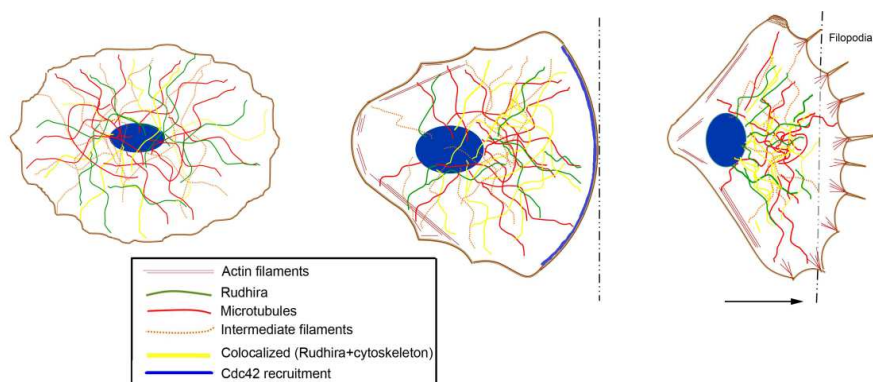 Filopodia
Actin filaments
Rudhira
Microtubules
Intermediate filaments
Colocalized (Rudhira+cytoskeleton)
Cdc42 recruitment